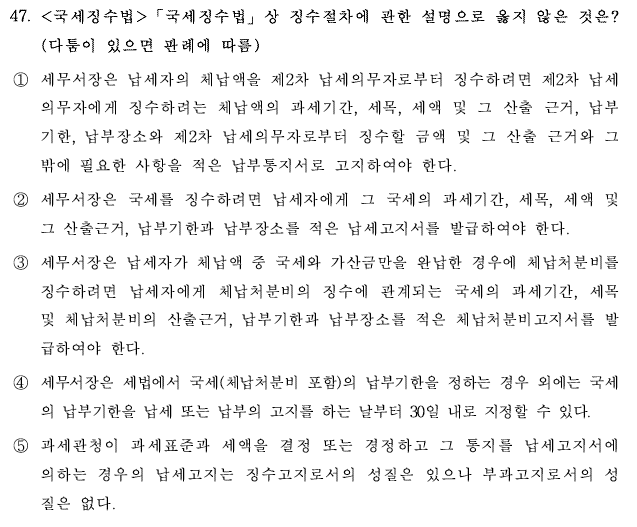 47. <국세징수법>「국세징수법」상 징수절차에 관한 설명으로 옳지 않은 것은?
(다툼이 있으면 판례에 따름)
① 세무서장은 납세자의 체납액을 제2차 납세의무자로부터 징수하려면 제2차 납세
의무자에게 징수하려는 체납액의 과세기간, 세목, 세액 및 그 산출 근거, 납부
기한, 납부장소와 제2차 납세의무자로부터 징수할 금액 및 그 산출 근거와 그
밖에 필요한 사항을 적은 납부통지서로 고지하여야 한다.
② 세무서장은 국세를 징수하려면 납세자에게 그 국세의 과세기간, 세목, 세액 및
그 산출근거, 납부기한과 납부장소를 적은 납세고지서를 발급하여야 한다.
③ 세무서장은 납세자가 체납액 중 국세와 가산금만을 완납한 경우에 체납처분비를
징수하려면 납세자에게 체납처분비의 징수에 관계되는 국세의 과세기간, 세목
및 체납처분비의 산출근거, 납부기한과 납부장소를 적은 체납처분비고지서를 발
급하여야 한다.
④ 세무서장은 세법에서 국세(체납처분비 포함)의 납부기한을 정하는 경우 외에는 국세
의 납부기한을 납세 또는 납부의 고지를 하는 날부터 30일 내로 지정할 수 있다.
⑤ 과세관청이 과세표준과 세액을 결정 또는 경정하고 그 통지를 납세고지서에
의하는 경우의 납세고지는 징수고지로서의 성질은 있으나 부과고지로서의 성
질은 없다.